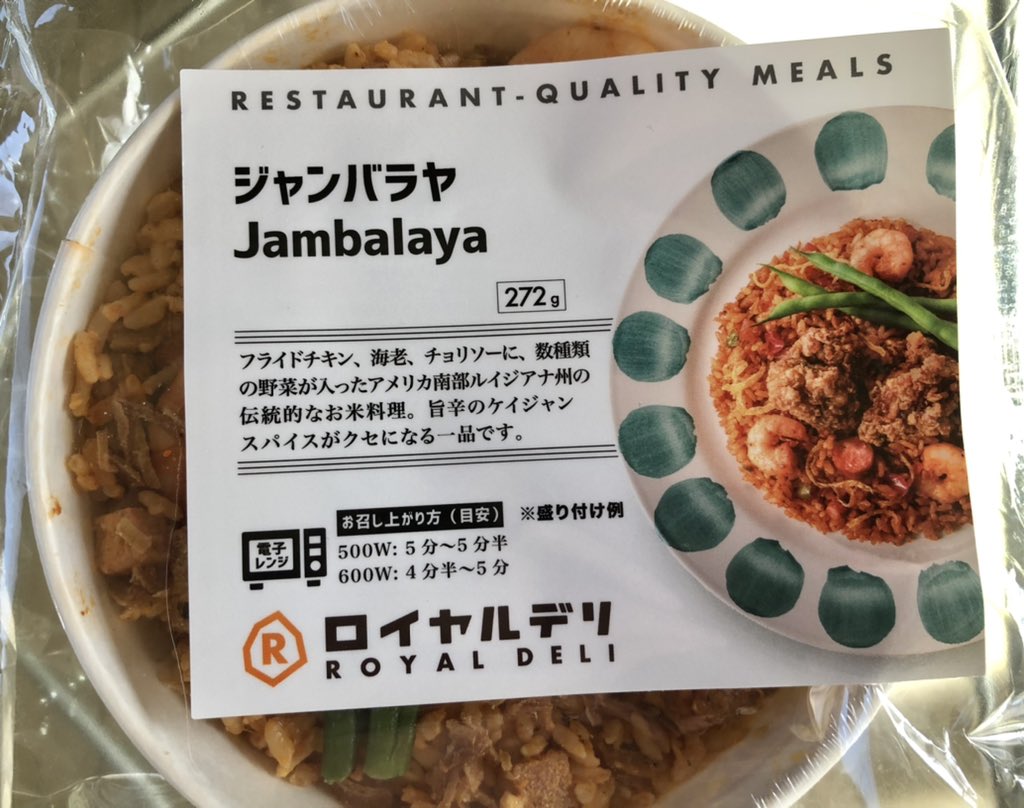 RESTAURANT-QUALITY MEALS
ジャンバラヤ
Jambalaya
272g
フライドチキン、海老、チョリソーに、数種類
の野菜が入ったアメリカ南部ルイジアナ州の
伝統的なお米料理。旨辛のケイジャン
スパイスがクセになる一品です。
電子
レンジ
お召し上がり方（目安）
※盛り付け例
500W: 5分〜5分半
600W: 4分半〜5分
R
ロイヤルデリ
ROYAL DELI